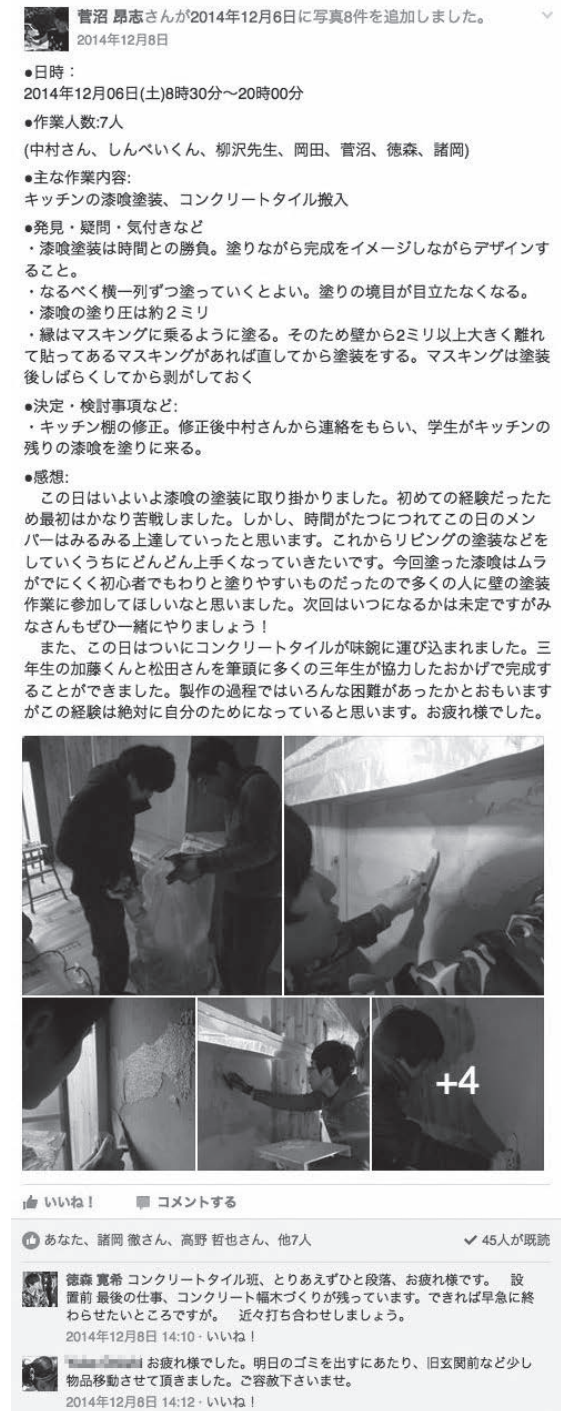 菅沼 昂志さんが2014年12月6日に写真8件を追加しました。
2014年12月8日
●日時：
2014年12月06日(土)8時30分〜20時00分
●作業人数:7人
(中村さん、しんぺいくん、柳沢先生、岡田、菅沼、徳森、諸岡)
●主な作業内容:
キッチンの漆喰塗装、コンクリートタイル搬入
●発見・疑問・気付きなど
・漆喰塗装は時間との勝負。塗りながら完成をイメージしながらデザインす
ること。
・なるべく横一列ずつ塗っていくとよい。塗りの境目が目立たなくなる。
・漆喰の塗り圧は約２ミリ
・縁はマスキングに乗るように塗る。そのため壁から2ミリ以上大きく離れ
て貼ってあるマスキングがあれば直してから塗装をする。マスキングは塗装
後しばらくしてから剥がしておく
●決定・検討事項など:
・キッチン棚の修正。修正後中村さんから連絡をもらい、学生がキッチンの
残りの漆喰を塗りに来る。
●感想:
　この日はいよいよ漆喰の塗装に取り掛かりました。初めての経験だったた
め最初はかなり苦戦しました。しかし、時間がたつにつれてこの日のメン
バーはみるみる上達していったと思います。これからリビングの塗装などを
していくうちにどんどん上手くなっていきたいです。今回塗った漆喰はムラ
がでにくく初心者でもわりと塗りやすいものだったので多くの人に壁の塗装
作業に参加してほしいなと思いました。次回はいつになるかは未定ですがみ
なさんもぜひ一緒にやりましょう！
　また、この日はついにコンクリートタイルが味鋺に運び込まれました。三
年生の加藤くんと松田さんを筆頭に多くの三年生が協力したおかげで完成す
ることができました。製作の過程ではいろんな困難があったかとおもいます
がこの経験は絶対に自分のためになっていると思います。お疲れ様でした。
+4
いいね！ コメントする
あなた、諸岡 徹さん、高野 哲也さん、他7人 ✓ 45人が既読
徳森 寛希 コンクリートタイル班、とりあえずひと段落、お疲れ様です。　設
置前 最後の仕事、コンクリート幅木づくりが残っています。できれば早急に終
わらせたいところですが。　近々打ち合わせしましょう。
2014年12月8日 14:10 · いいね！
お疲れ様でした。明日のゴミを出すにあたり、旧玄関前など少し
物品移動させて頂きました。ご容赦下さいませ。
2014年12月8日 14:12 · いいね！